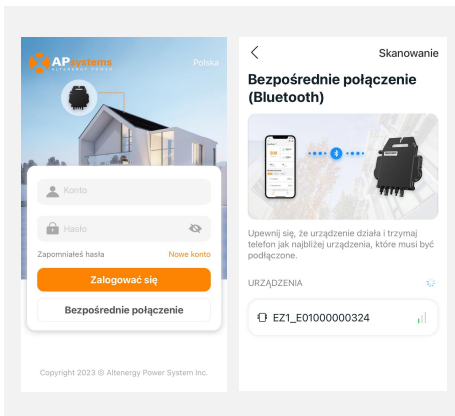 APsystems
ALTENERGY POWER
Polska
Konto
Hasło
Zapomniałeś hasła
Nowe konto
Zalogować się
Bezpośrednie połączenie
Copyright 2023 © Altenergy Power System Inc.
Skanowanie
Bezpośrednie połączenie
(Bluetooth)
Upewnij się, że urządzenie działa i trzymaj
telefon jak najbliżej urządzenia, które musi być
podłączone.
URZĄDZENIA
EZ1_E01000000324